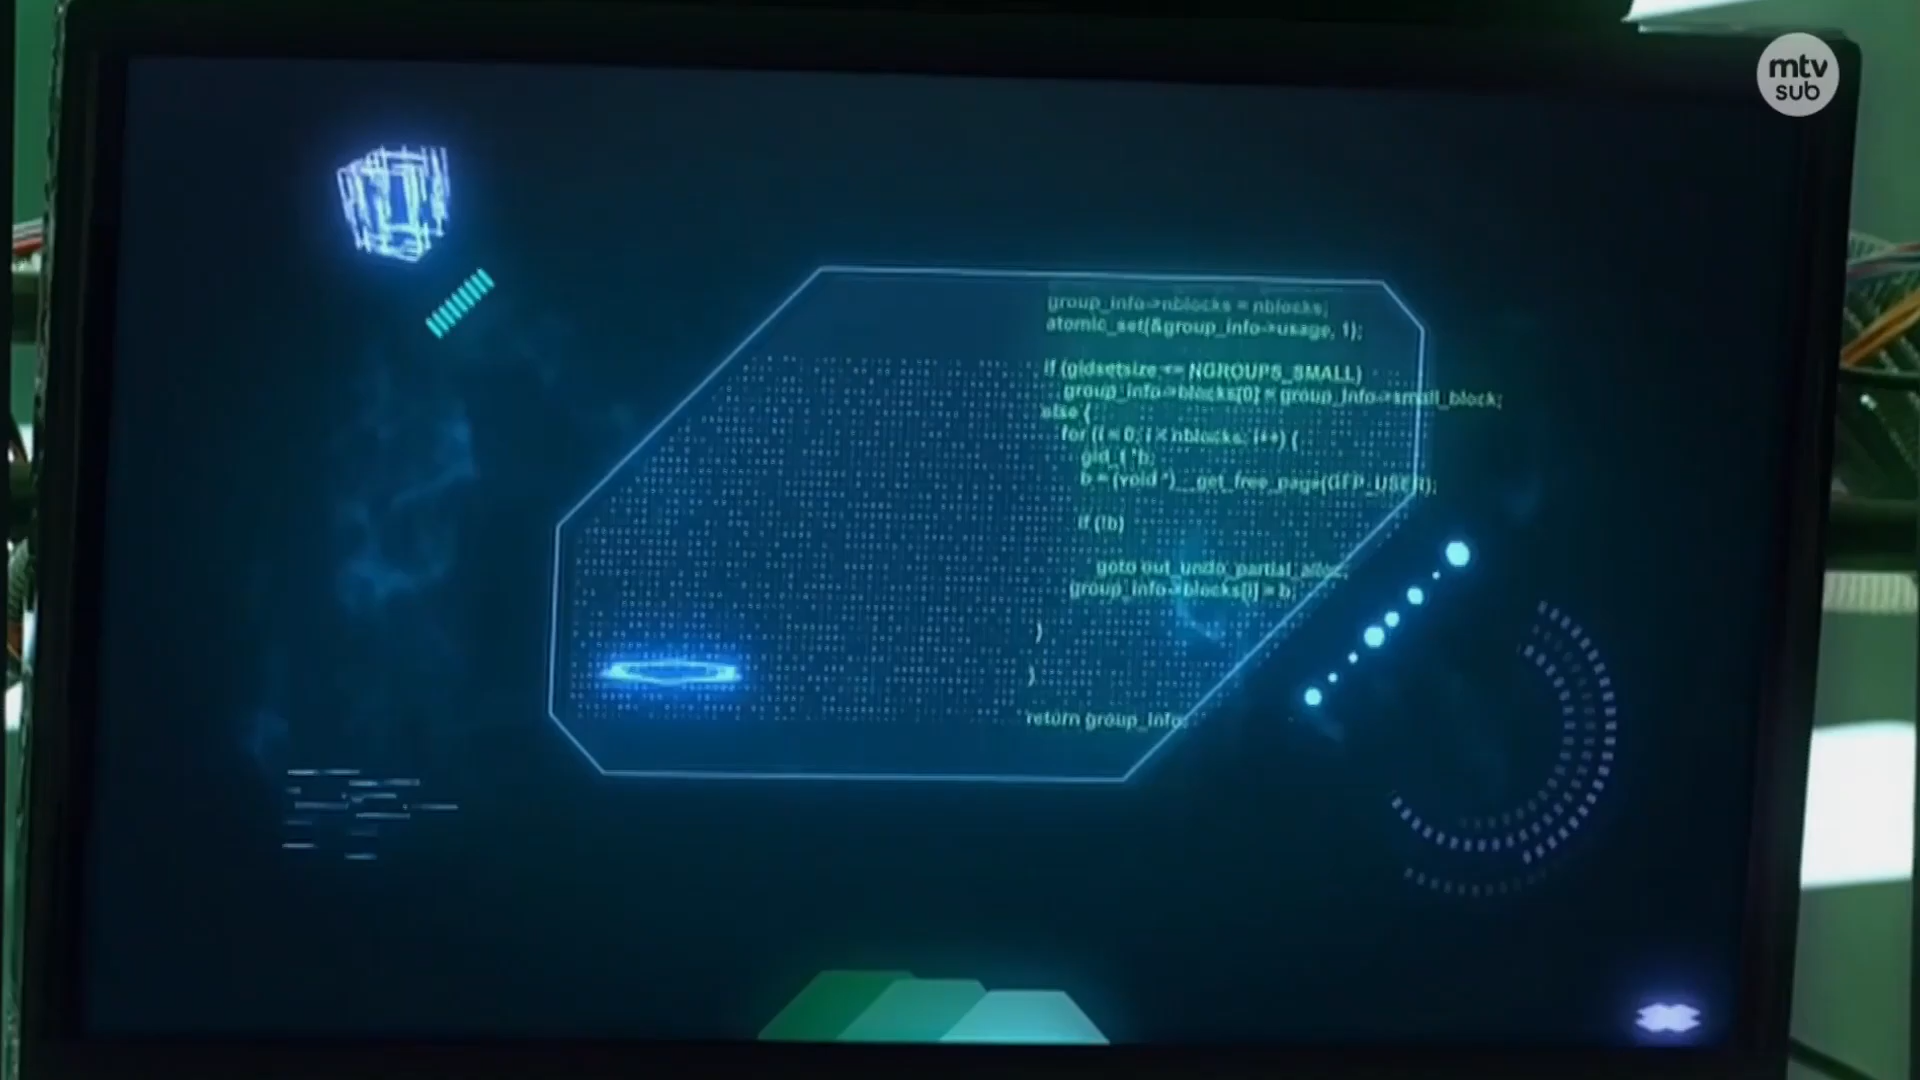 mtv
sub
group_info->nblocks = nblocks;
atomic_set(&group_info->usage, 1);
if (gidsetsize <= NGROUPS_SMALL)
group_info->blocks[0] = group_info->small_block;
else {
for (i = 0; i < nblocks; i++) {
gid_t *b;
b = (void *)__get_free_page(GFP_USER);
if (!b)
goto out_undo_partial_alloc;
group_info->blocks[i] = b;
}
}
return group_info;